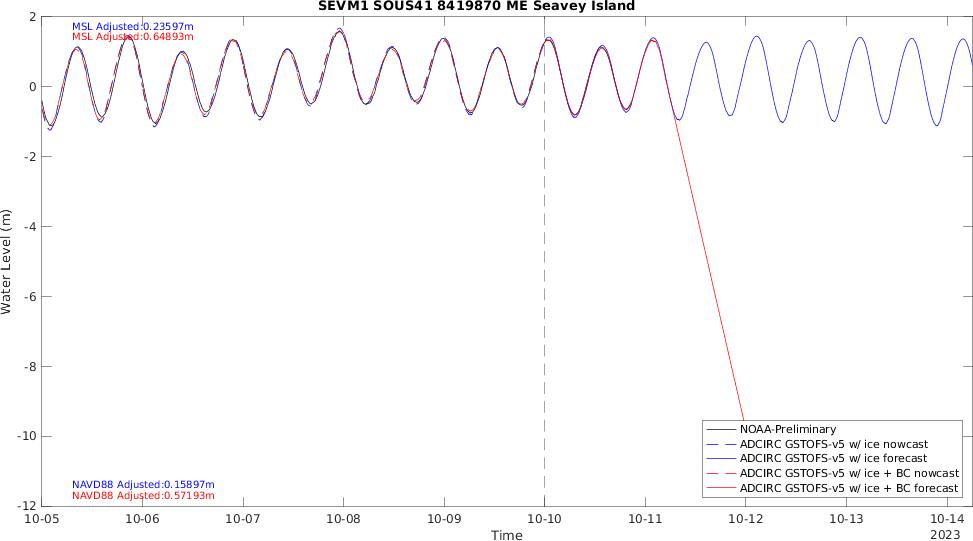 SEVM1 SOUS41 8419870 ME Seavey Island
MSL Adjusted:0.23597m
MSL Adjusted:0.64893m
2
0
-2
-4
-6
-8
-10
-12
Water Level (m)
NOAA-Preliminary
ADCIRC GSTOFS-v5 w/ ice nowcast
ADCIRC GSTOFS-v5 w/ ice forecast
ADCIRC GSTOFS-v5 w/ ice + BC nowcast
ADCIRC GSTOFS-v5 w/ ice + BC forecast
NAVD88 Adjusted:0.15897m
NAVD88 Adjusted:0.57193m
10-05 10-06 10-07 10-08 10-09 10-10 10-11 10-12 10-13 10-14
Time
2023